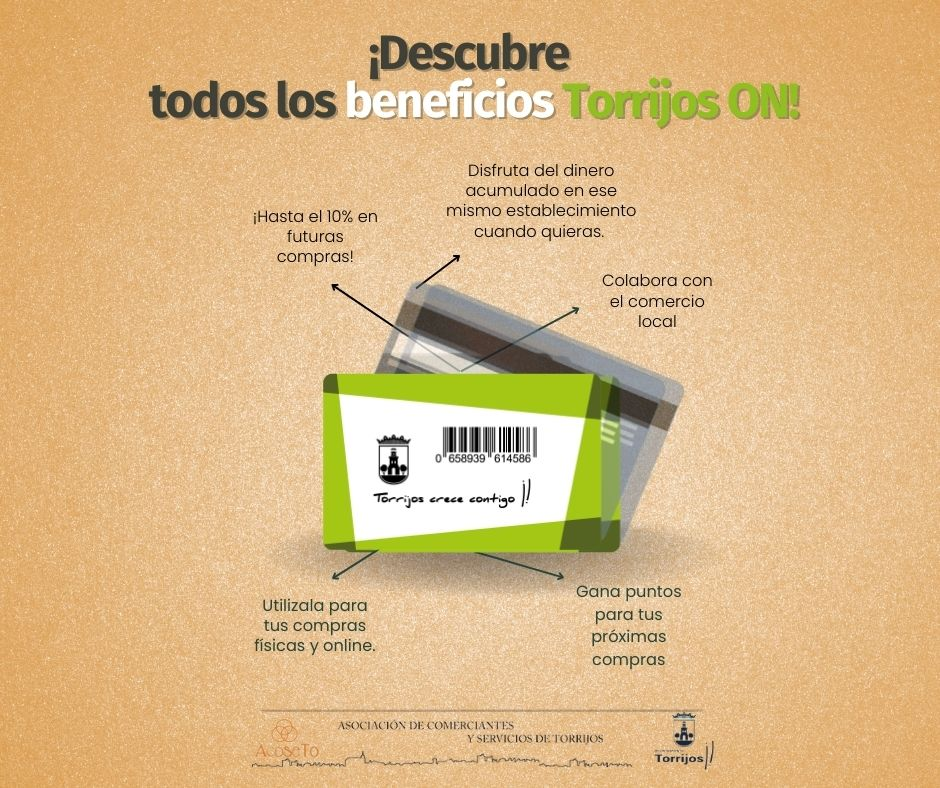 ¡Descubre
todos los beneficios Torrijos ON!
Disfruta del dinero
acumulado en ese
mismo establecimiento
cuando quieras.
¡Hasta el 10% en
futuras
compras!
Colabora con
el comercio
local
0 658939 614586
Torrijos crece contigo
Utilizala para
tus compras
físicas y online.
Gana puntos
para tus
próximas
compras
AcoseTo
ASOCIACIÓN DE COMERCIANTES
Y SERVICIOS DE TORRIJOS
Torrijos